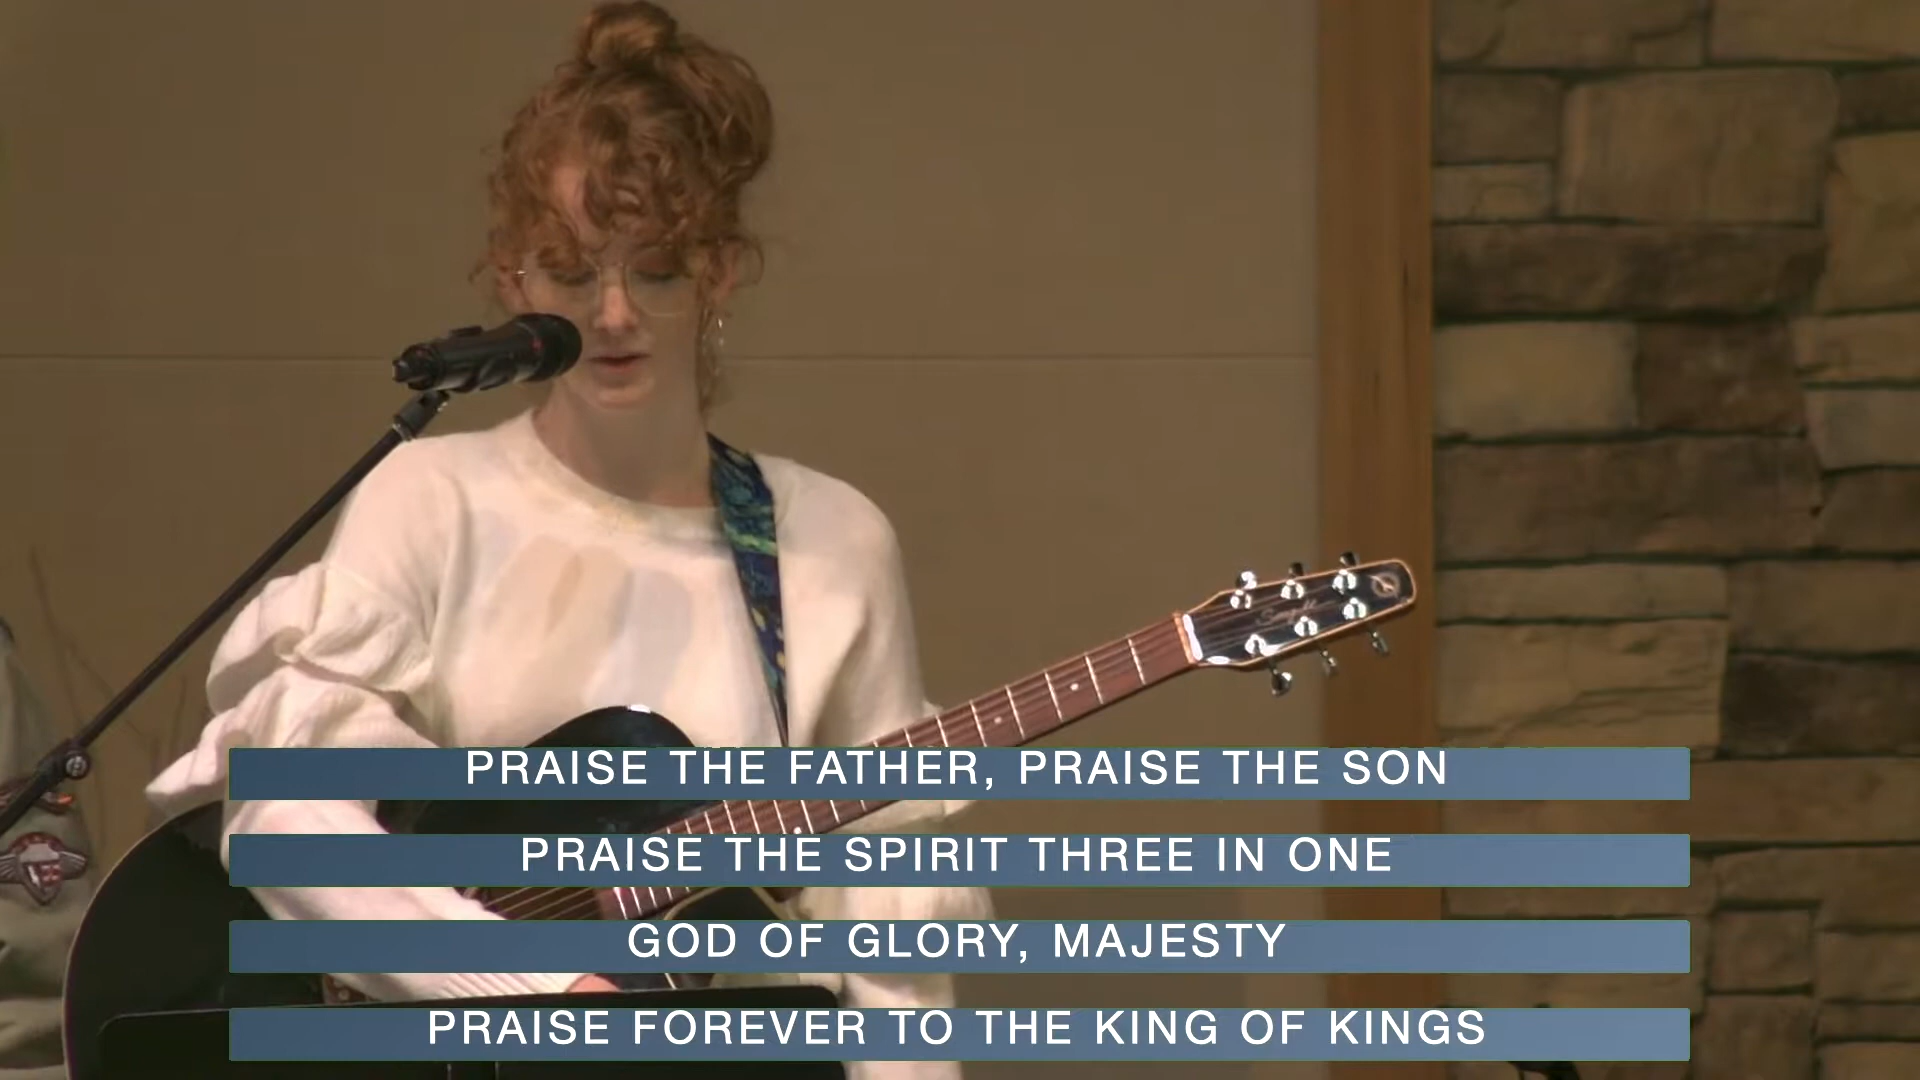 PRAISE THE FATHER, PRAISE THE SON
PRAISE THE SPIRIT THREE IN ONE
GOD OF GLORY, MAJESTY
PRAISE FOREVER TO THE KING OF KINGS